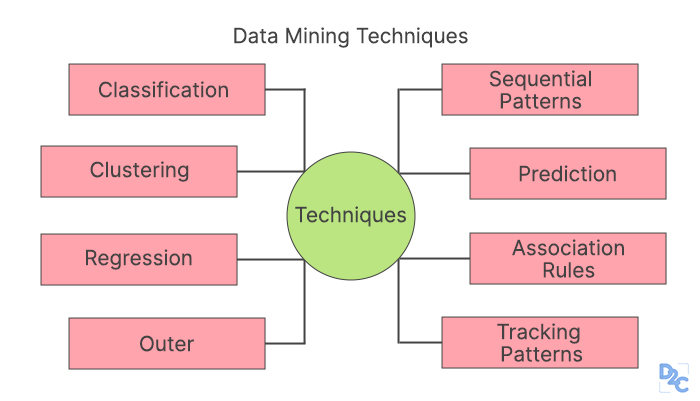 Data Mining Techniques
Classification
Clustering
Regression
Outer
Techniques
Sequential
Patterns
Prediction
Association
Rules
Tracking
Patterns
D2C